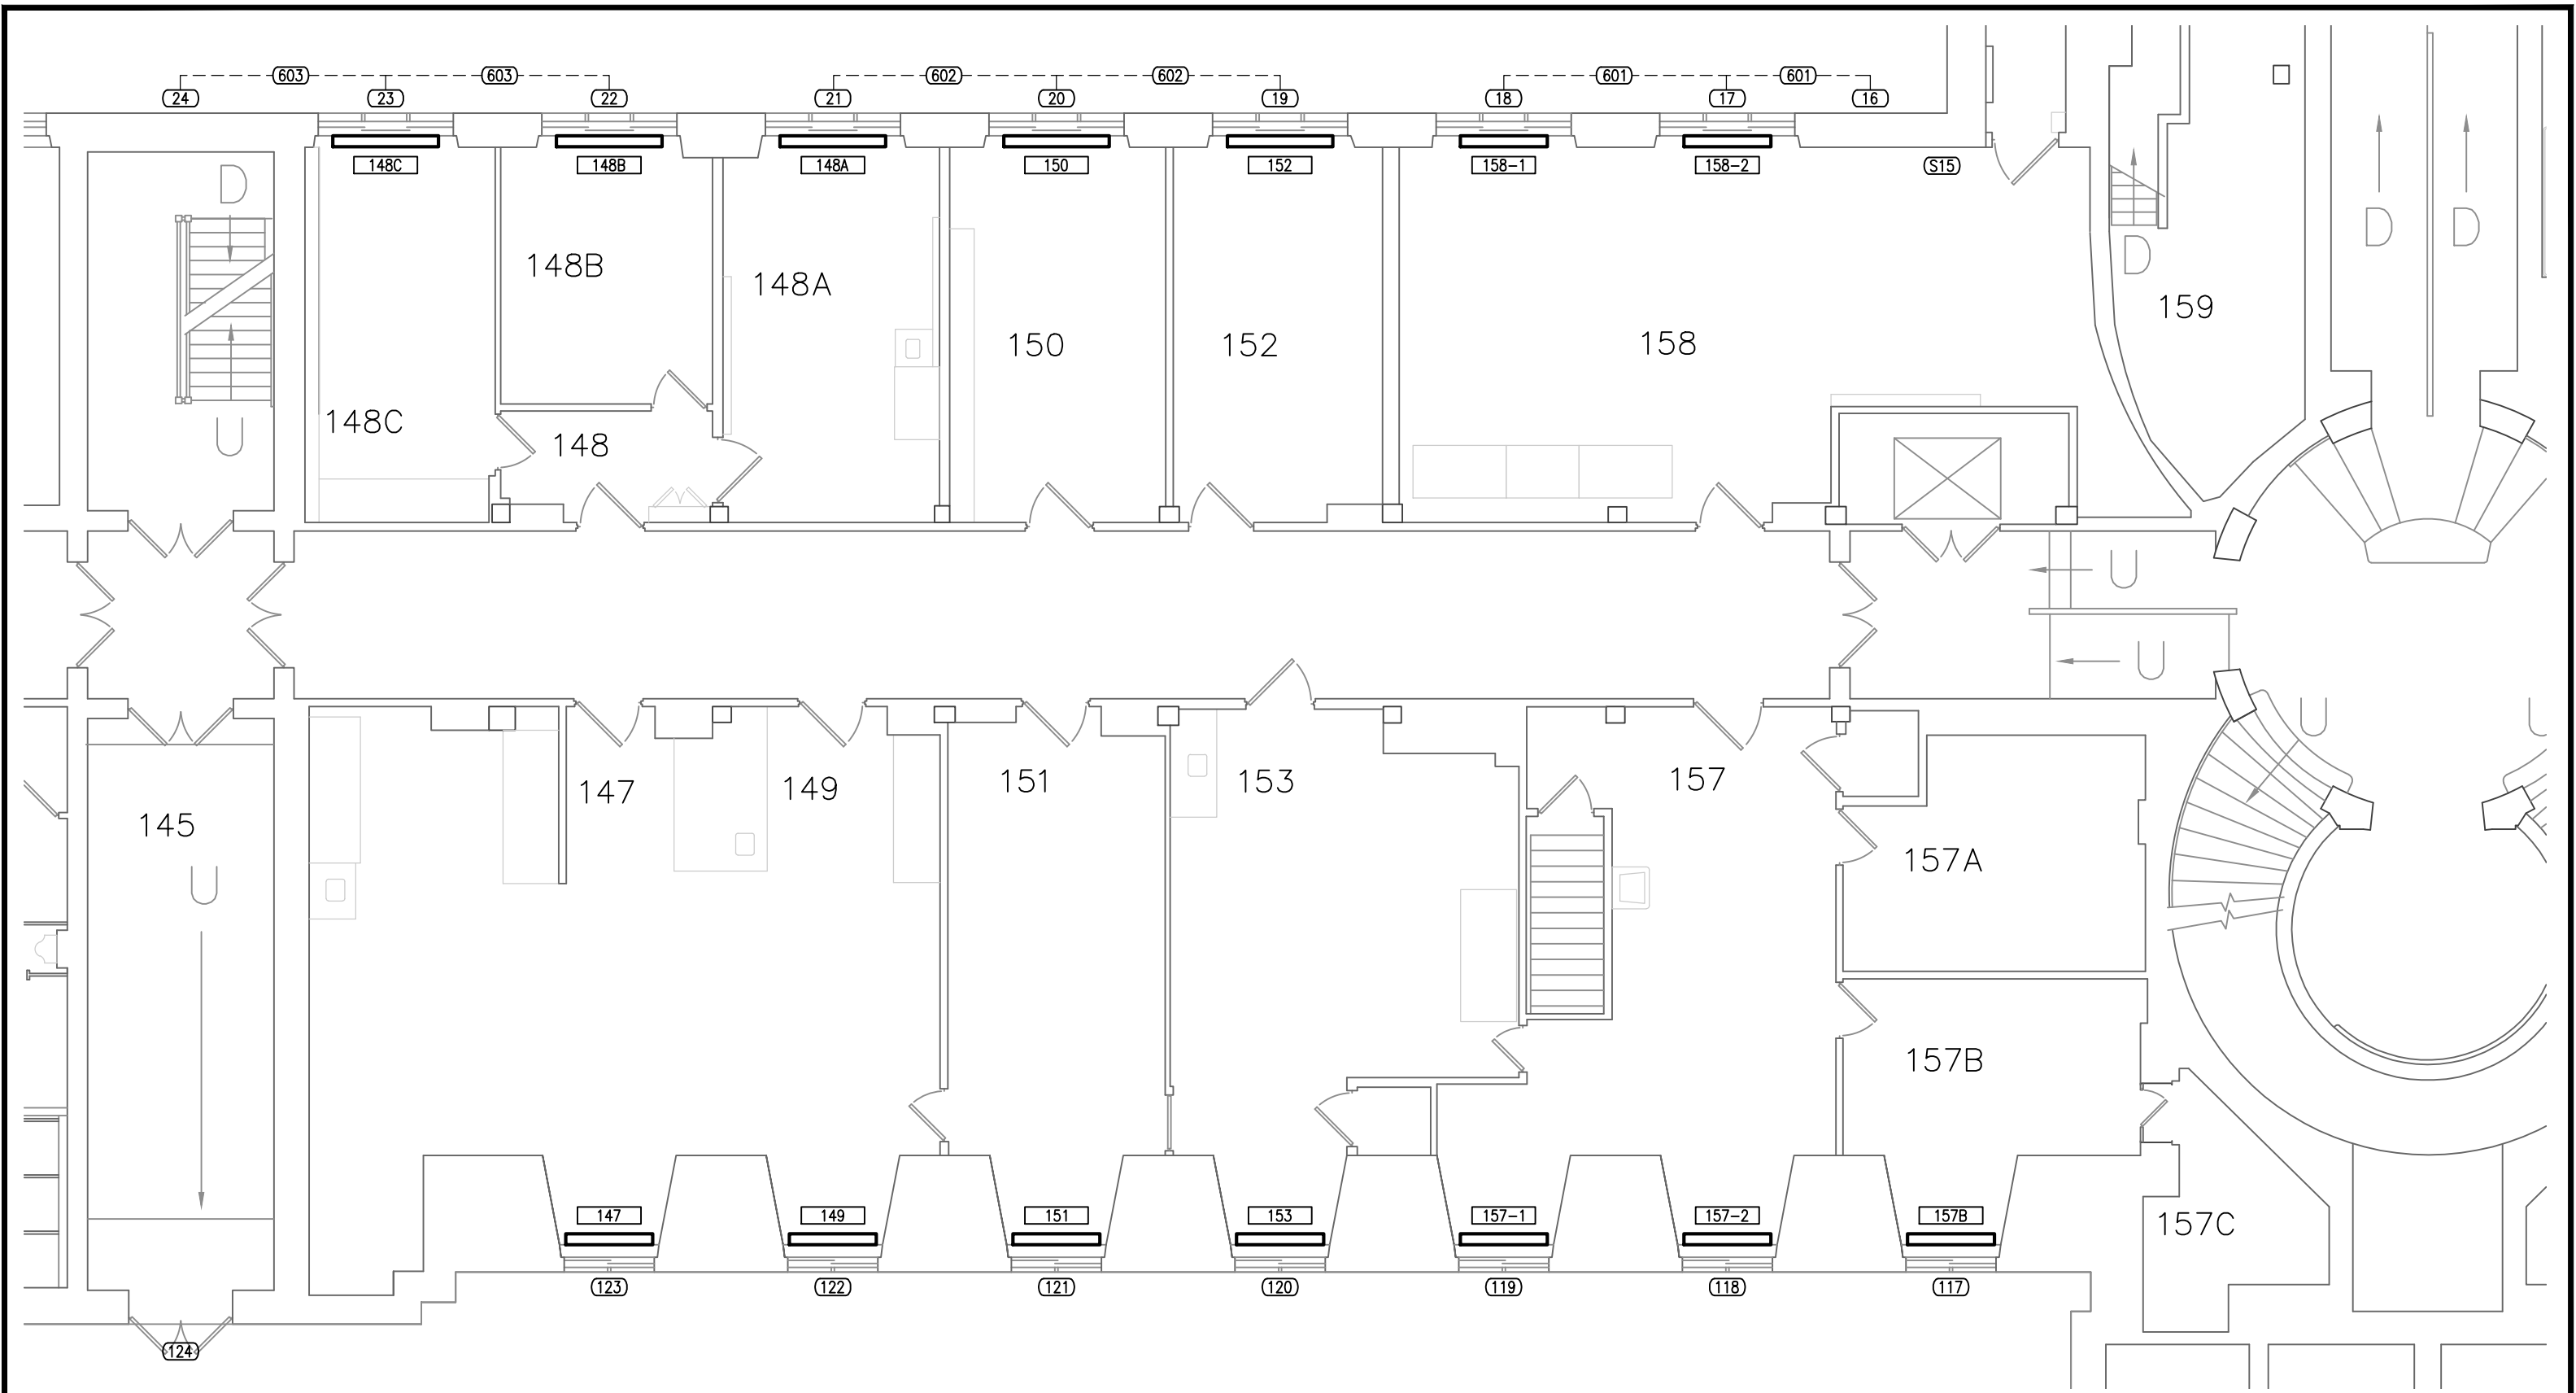 603 603 602 602 601 601
24 23 22 21 20 19 18 17 16
148C 148B 148A 150 152 158-1 158-2 S15
D
D D
D
148B
148A
159
150 152 158
148C
U
148
U
U
U U
151 153 157
147 149
145
157A
U
157B
147 149 151 153 157-1 157-2 157B
157C
123 122 121 120 119 118 117
124